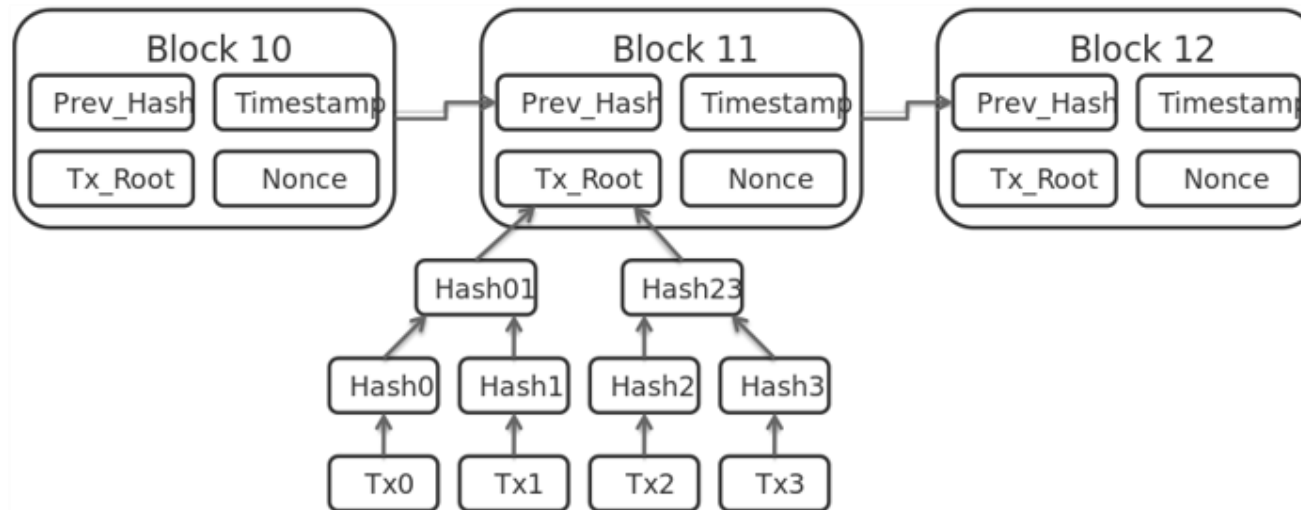 Block 10
Block 11
Block 12
Prev_Hash
Timestamp
Prev_Hash
Timestamp
Prev_Hash
Timestamp
Tx_Root
Nonce
Tx_Root
Nonce
Tx_Root
Nonce
Hash01
Hash23
Hash0
Hash1
Hash2
Hash3
Tx0
Tx1
Tx2
Tx3